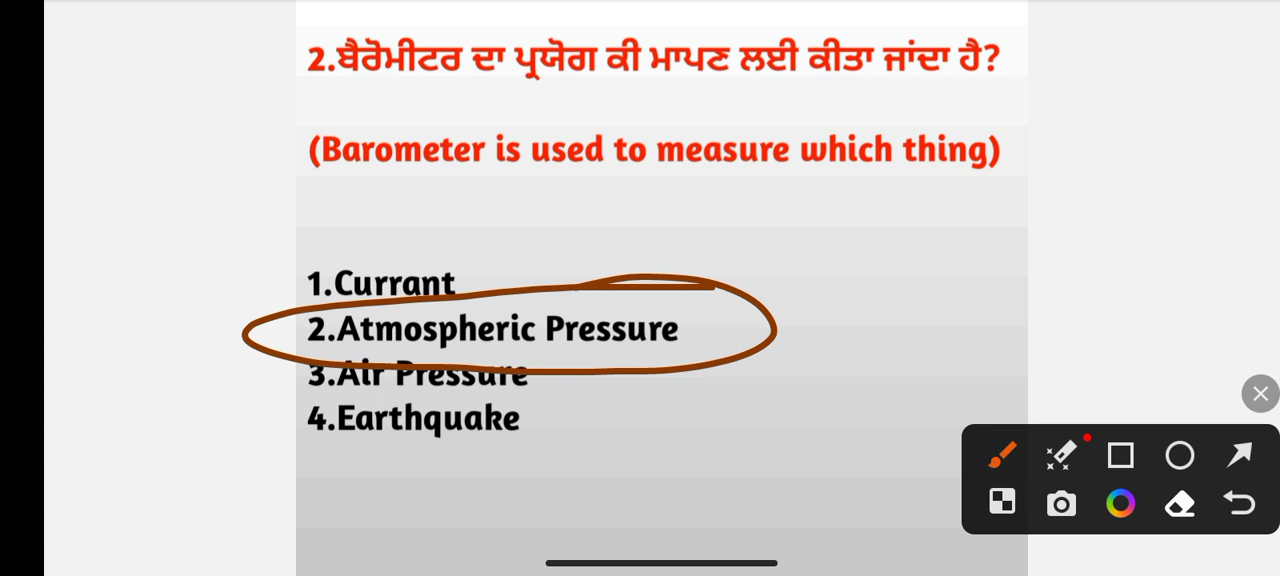 2.ਬੈਰੋਮੀਟਰ ਦਾ ਪ੍ਰਯੋਗ ਕੀ ਮਾਪਣ ਲਈ ਕੀਤਾ ਜਾਂਦਾ ਹੈ?
(Barometer is used to measure which thing)
1.Currant
2.Atmospheric Pressure
3.Air Pressure
4.Earthquake